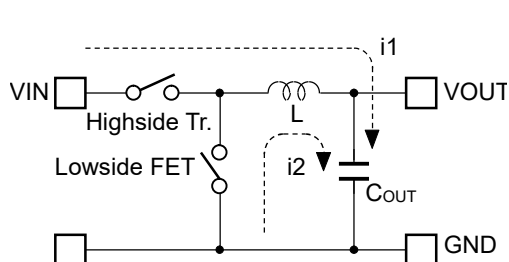 i1
VIN
L
VOUT
Highside Tr.
Lowside FET
i2
COUT
GND